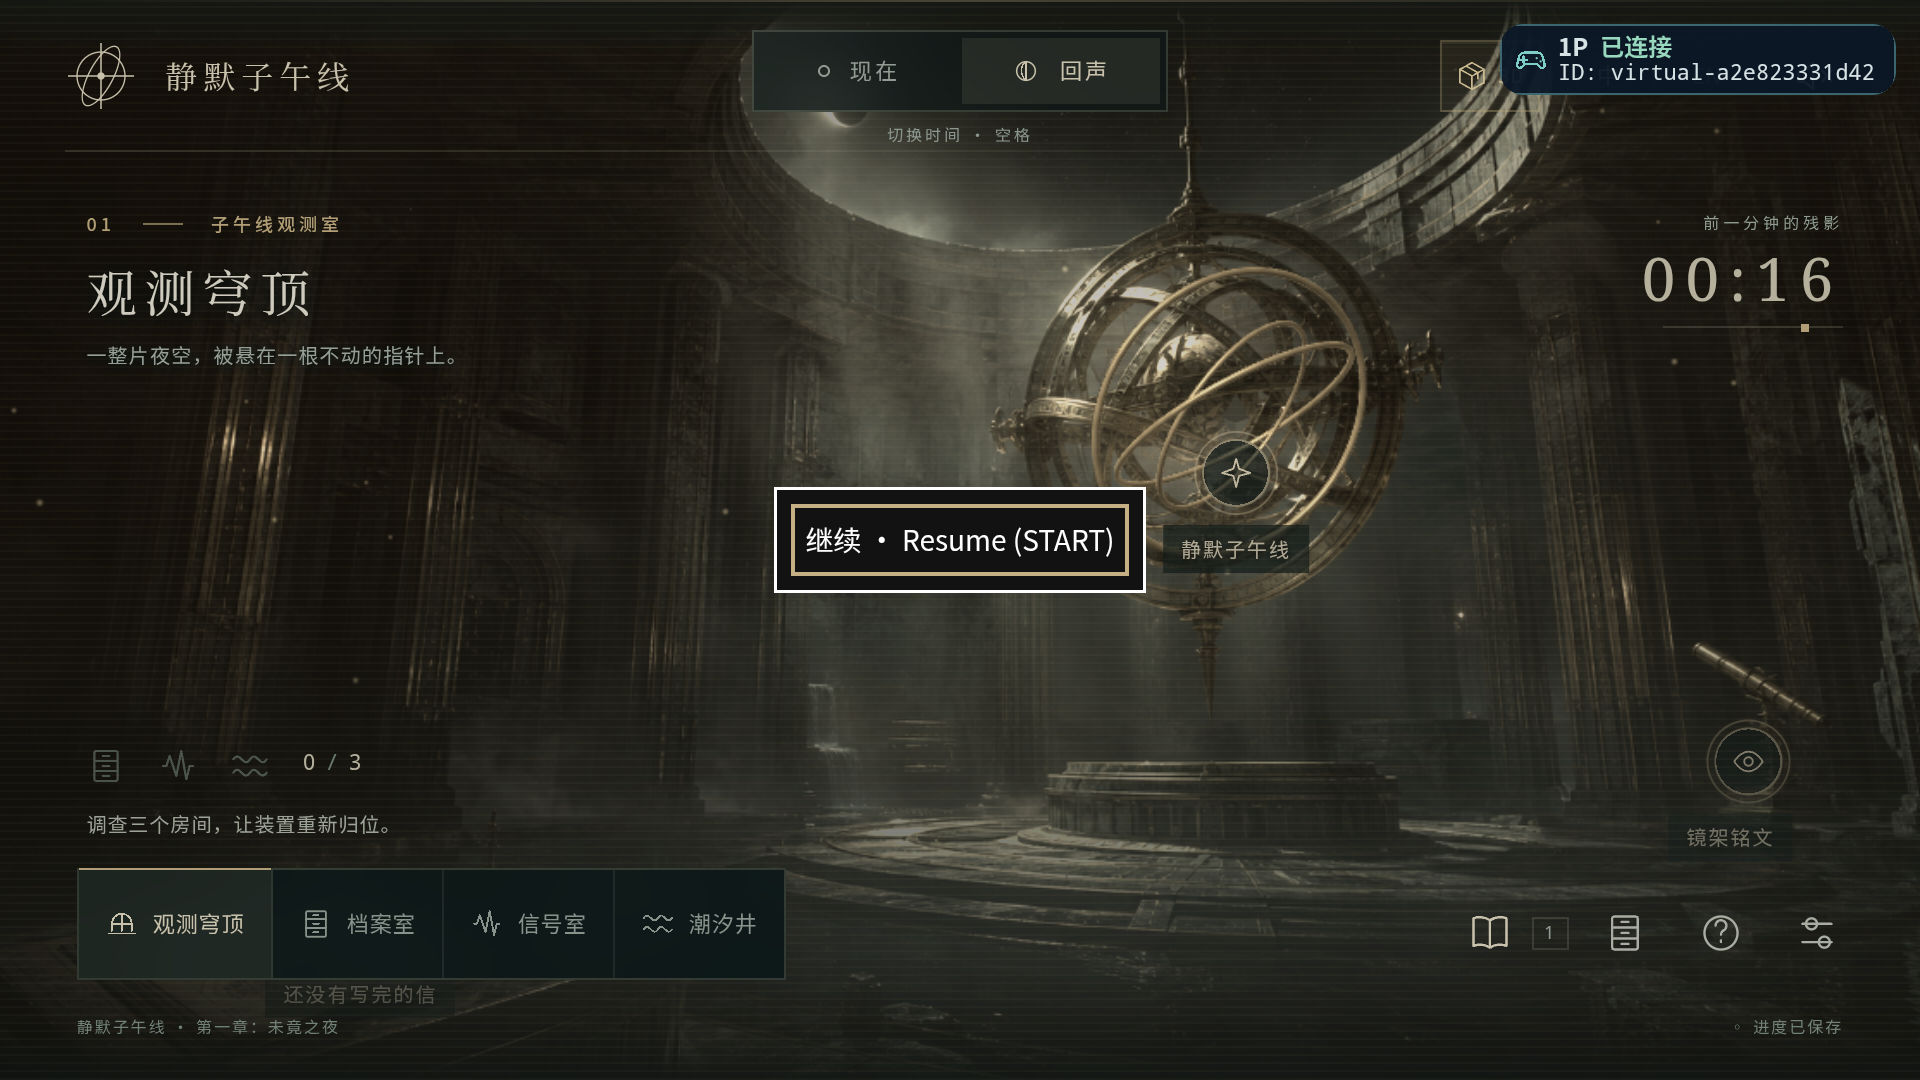 静默子午线
现在
回声
切换时间 · 空格
1P 已连接
ID: virtual-a2e823331d42
01 子午线观测室
观测穹顶
一整片夜空，被悬在一根不动的指针上。
前一分钟的残影
00:16
继续 · Resume (START)
静默子午线
镜架铭文
0 / 3
调查三个房间，让装置重新归位。
观测穹顶
档案室
信号室
潮汐井
1
还没有写完的信
静默子午线 · 第一章：未竟之夜
进度已保存